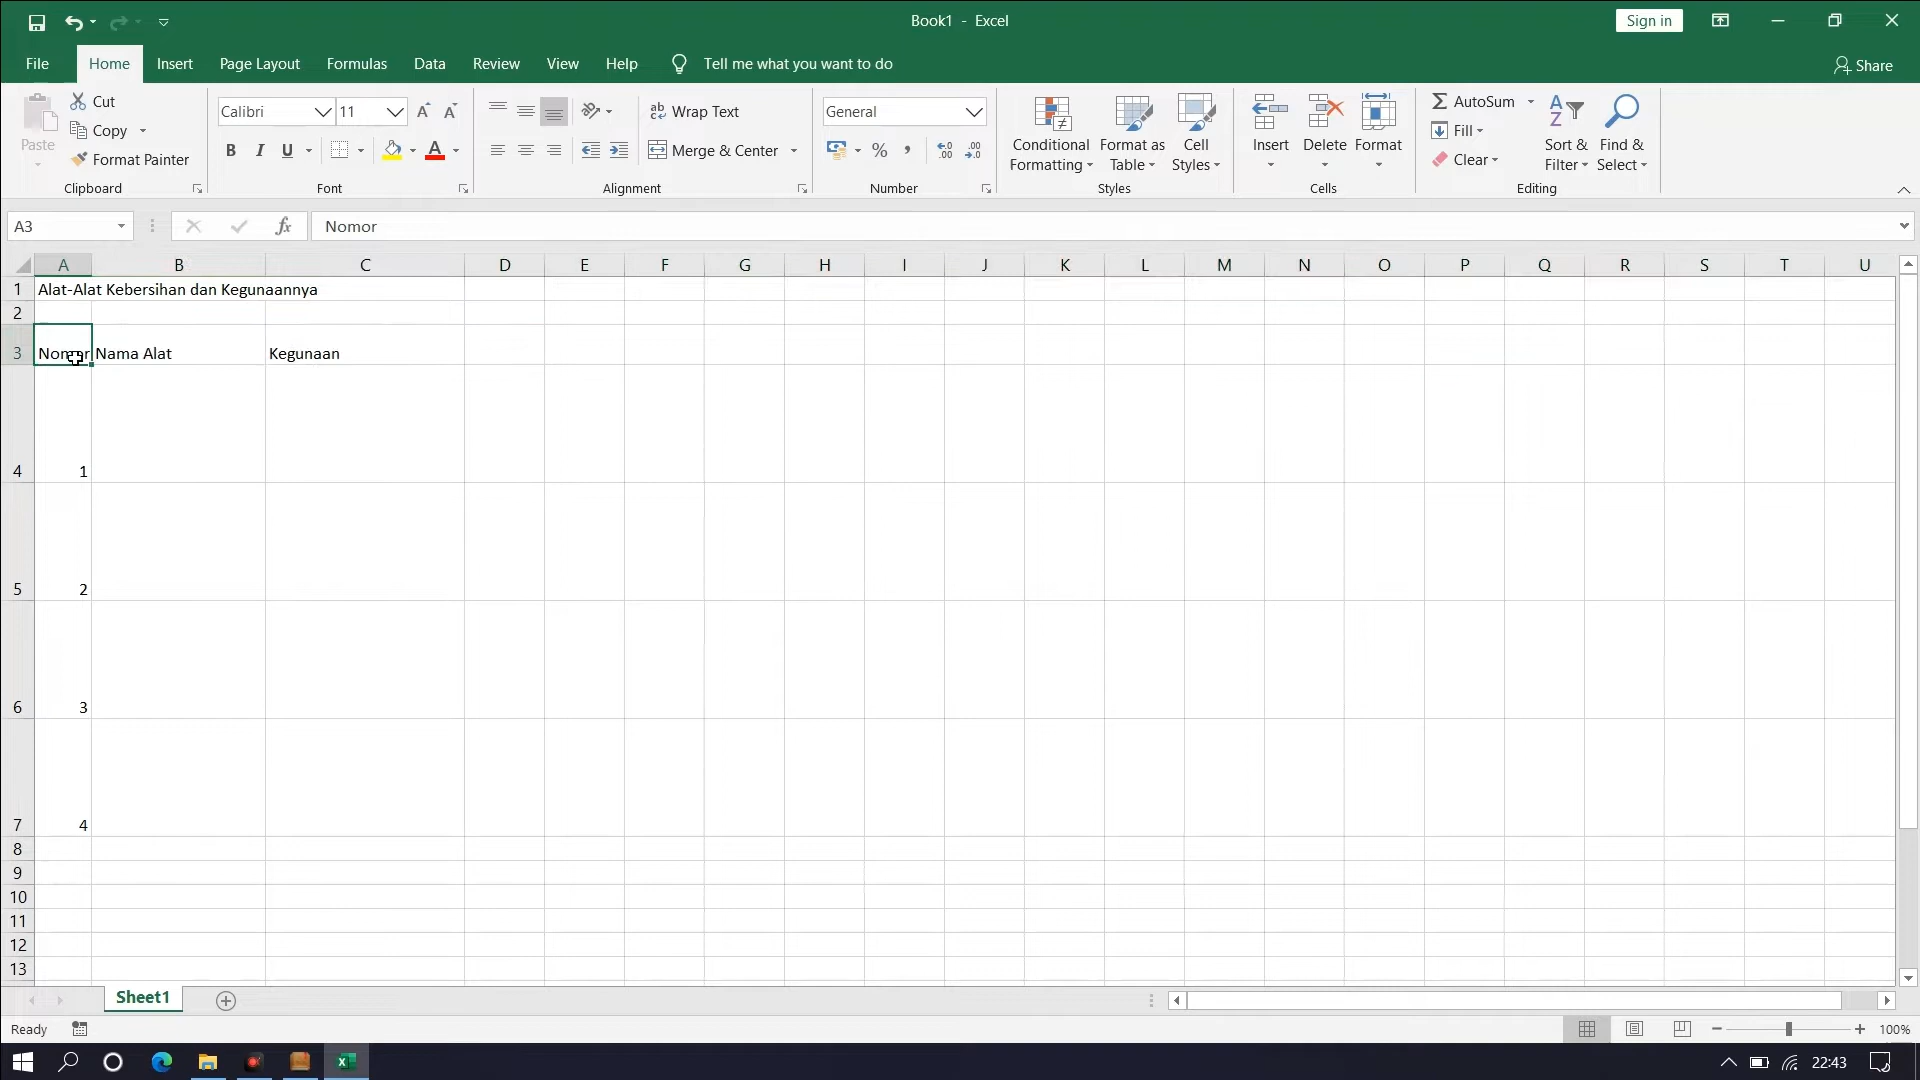 Book1 - Excel
Sign in
File Home Insert Page Layout Formulas Data Review View Help Tell me what you want to do
Share
Paste
Cut
Copy
Format Painter
Clipboard
Calibri 11
B I U
Font
Wrap Text
Merge & Center
Alignment
General
Number
Conditional Formatting
Format as Table
Cell Styles
Styles
Insert Delete Format
Cells
AutoSum
Fill
Clear
Sort & Filter
Find & Select
Editing
A3 fx Nomor
A B C D E F G H I J K L M N O P Q R S T U
1 Alat-Alat Kebersihan dan Kegunaannya
2
3 Nomor Nama Alat Kegunaan
4 1
5 2
6 3
7 4
8
9
10
11
12
13
Sheet1
Ready
100%
22:43